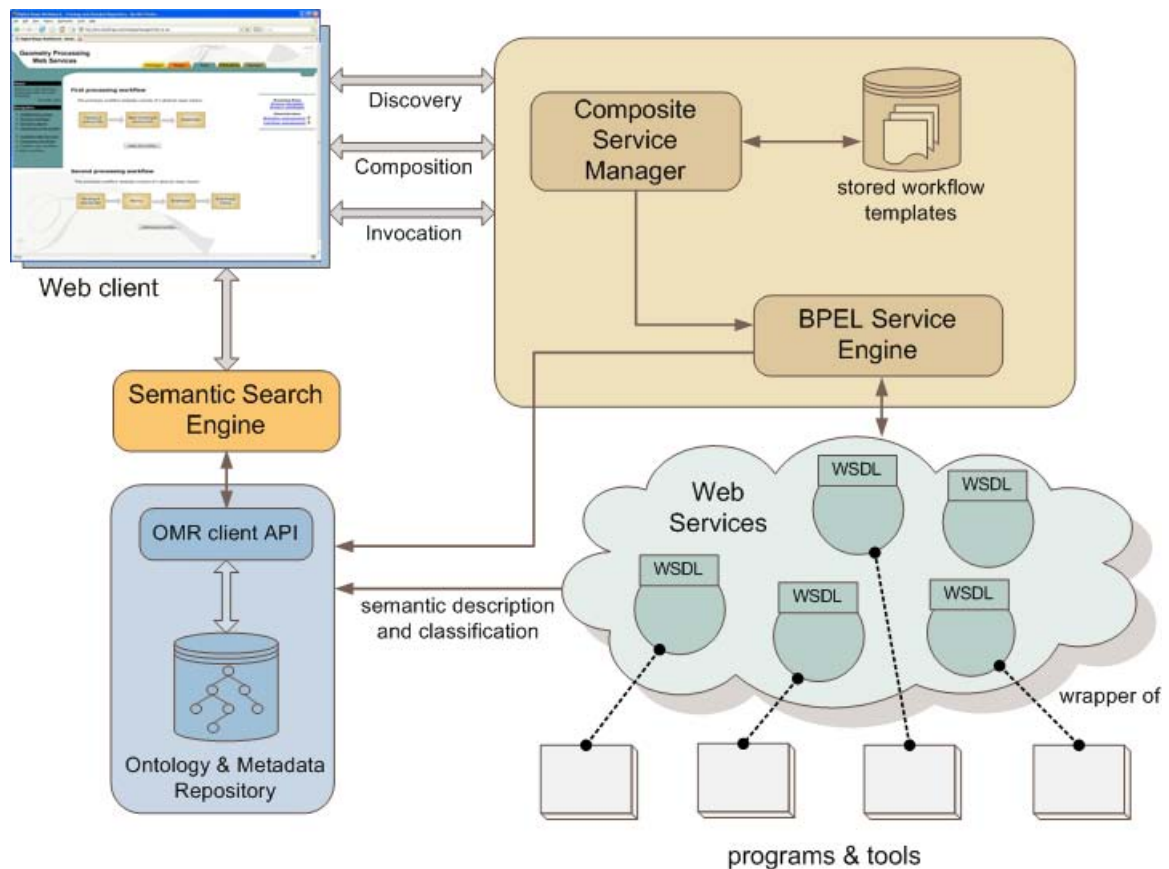 Geometry Processing
Web Services
First processing workflow
Second processing workflow
Web client
Discovery
Composition
Invocation
Composite
Service
Manager
stored workflow
templates
BPEL Service
Engine
Semantic Search
Engine
OMR client API
Ontology & Metadata
Repository
semantic description
and classification
Web
Services
WSDL
WSDL
WSDL
WSDL
WSDL
wrapper of
programs & tools